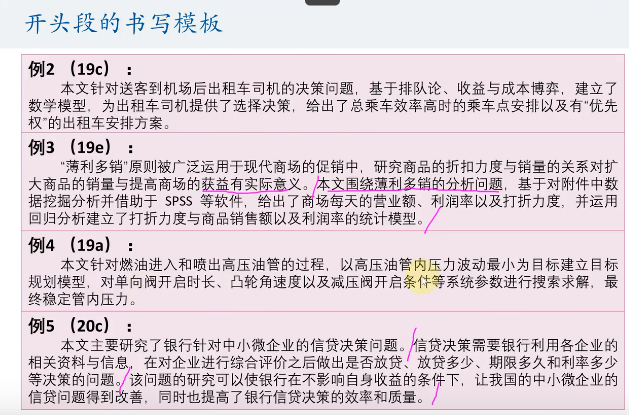 开头段的书写模板
例2 (19c) ：
本文针对送客到机场后出租车司机的决策问题，基于排队论、收益与成本博弈，建立了
数学模型，为出租车司机提供了选择决策，给出了总乘车效率高时的乘车点安排以及有“优先
权”的出租车安排方案。
例3 (19e) ：
“薄利多销”原则被广泛运用于现代商场的促销中，研究商品的折扣力度与销量的关系对扩
大商品的销量与提高商场的获益有实际意义。本文围绕薄利多销的分析问题，基于对附件中数
据挖掘分析并借助于 SPSS 等软件，给出了商场每天的营业额、利润率以及打折力度，并运用
回归分析建立了打折力度与商品销售额以及利润率的统计模型。
例4 (19a) ：
本文针对燃油进入和喷出高压油管的过程，以高压油管内压力波动最小为目标建立目标
规划模型，对单向阀开启时长、凸轮角速度以及减压阀开启条件等系统参数进行搜索求解，最
终稳定管内压力。
例5 (20c) ：
本文主要研究了银行针对中小微企业的信贷决策问题。信贷决策需要银行利用各企业的
相关资料与信息，在对企业进行综合评价之后做出是否放贷、放贷多少、期限多久和利率多少
等决策的问题。该问题的研究可以使银行在不影响自身收益的条件下，让我国的中小微企业的
信贷问题得到改善，同时也提高了银行信贷决策的效率和质量。